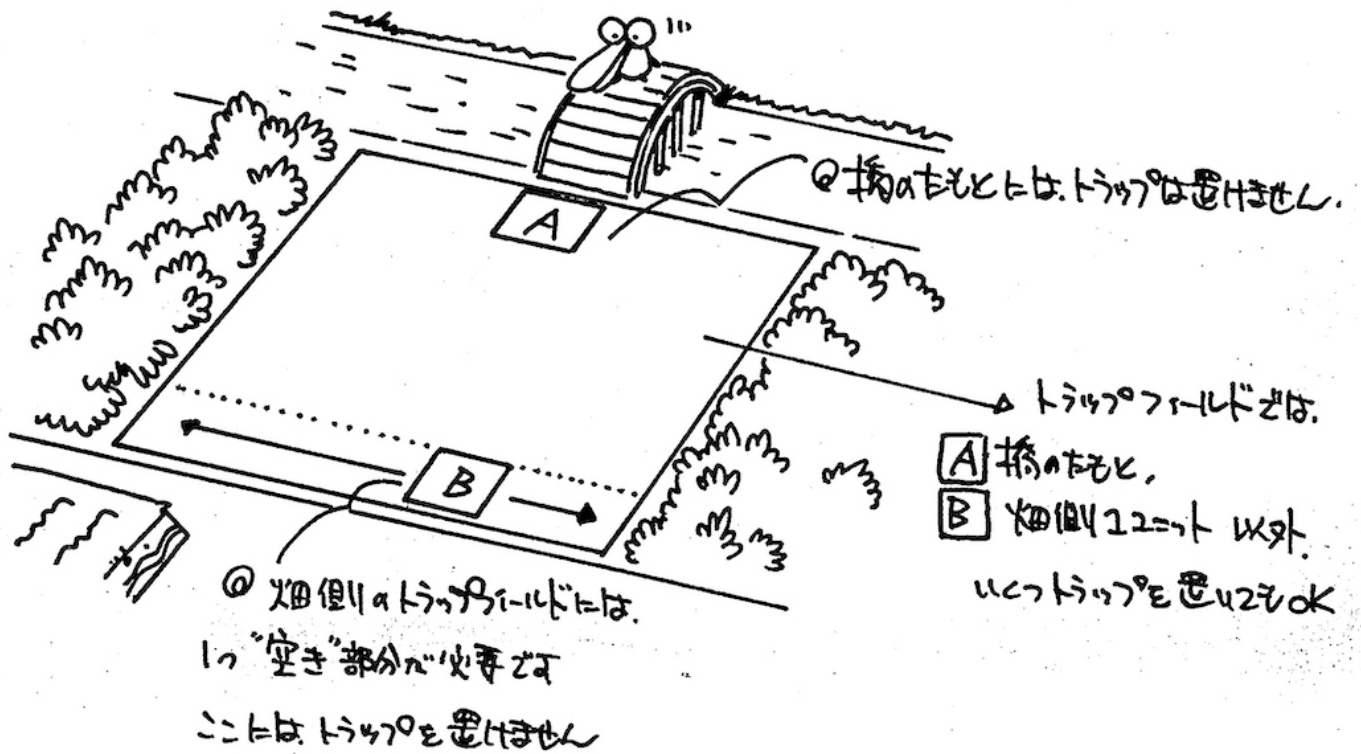 A
◎橋のたもとには、トラップは置けません.
トラップフィールドでは、
A 橋のたもと、
B
B 畑側1ユニット以外、
いくつトラップを置いてもOK
◎ 畑側のトラップフィールドには、
1つ"空き"部分が必要です
ここには、トラップを置けません